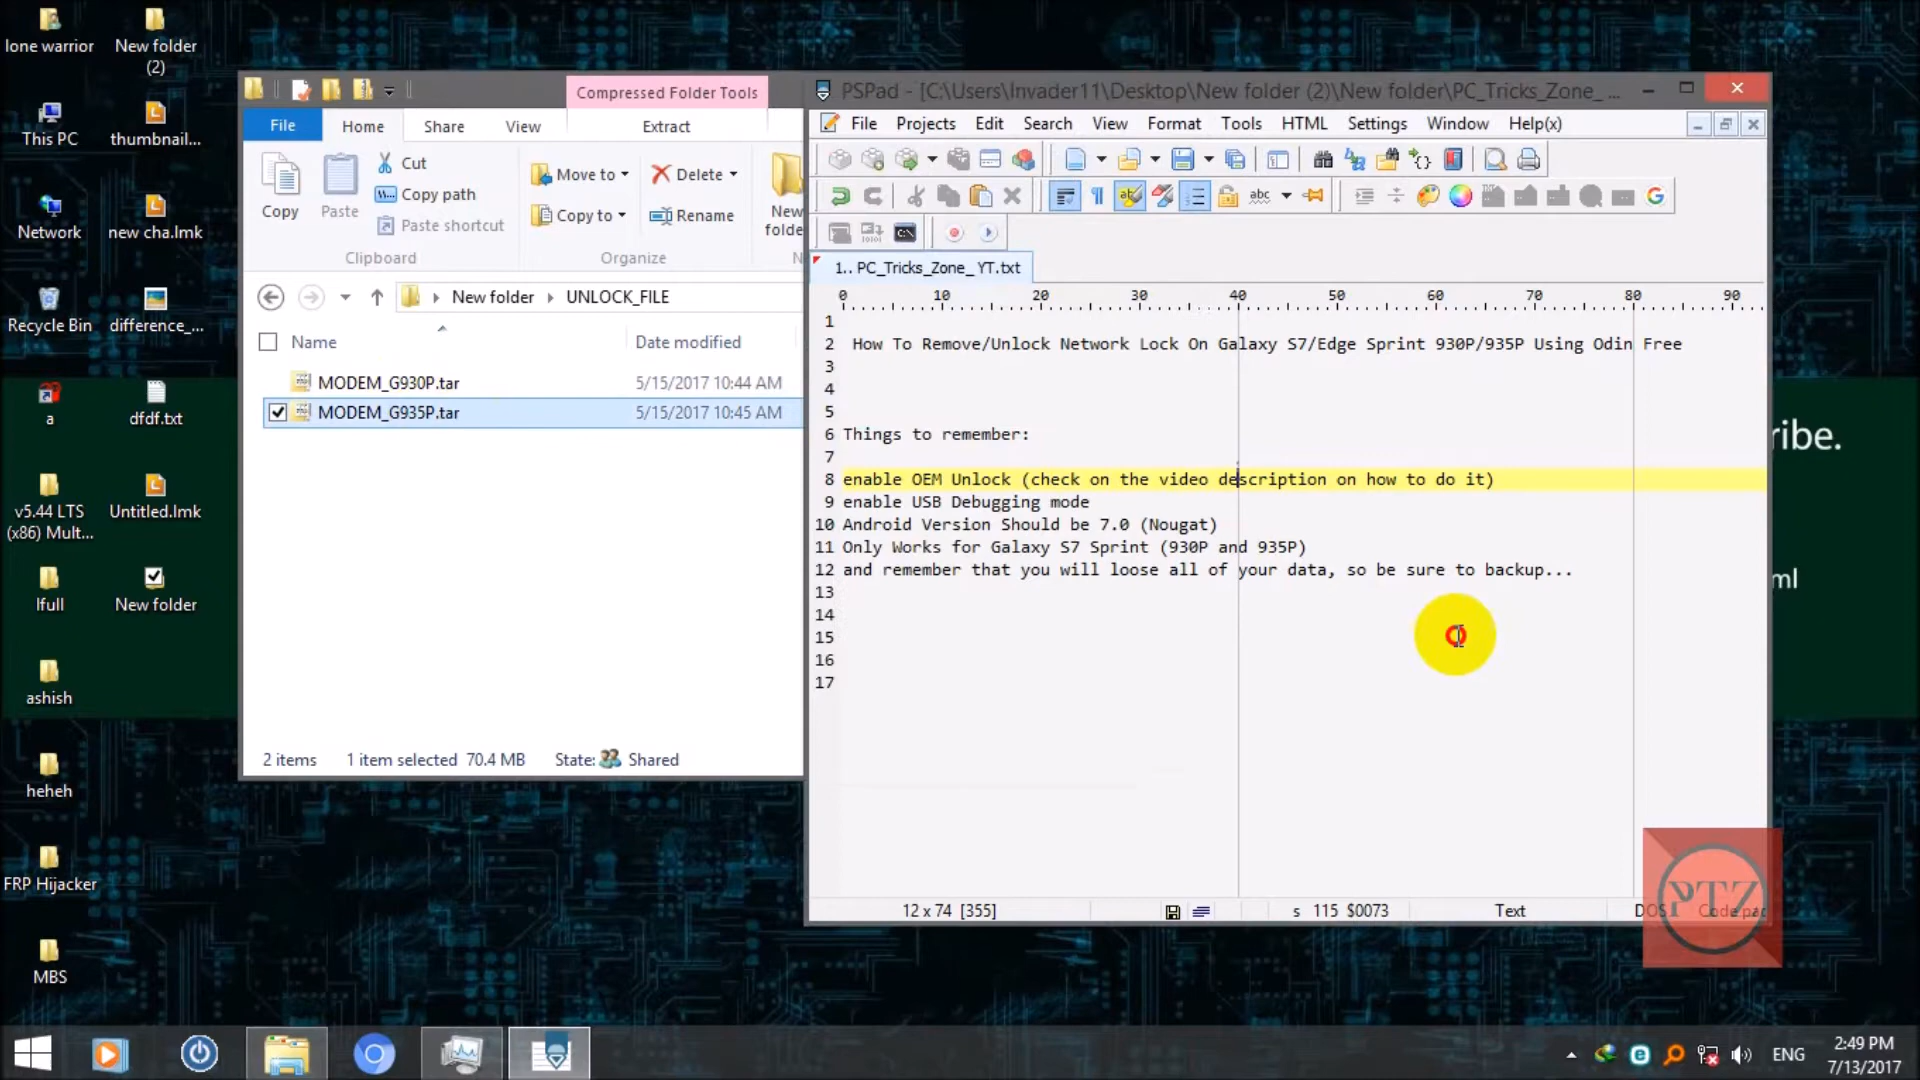 lone warrior
New folder
(2)
This PC
thumbnail...
Network
new cha.lmk
Recycle Bin
difference_...
a
dfdf.txt
v5.44 LTS
(x86) Mult...
Untitled.lmk
lfull
New folder
ashish
heheh
FRP Hijacker
MBS
Compressed Folder Tools
File
Home
Share
View
Extract
Copy
Paste
Cut
Copy path
Paste shortcut
Clipboard
Move to
Copy to
Delete
Rename
Organize
New
folde
N
New folder
UNLOCK_FILE
Name
Date modified
MODEM_G930P.tar
5/15/2017 10:44 AM
MODEM_G935P.tar
5/15/2017 10:45 AM
2 items
1 item selected 70.4 MB
State:
Shared
PSPad - [C:\Users\Invader11\Desktop\New folder (2)\New folder\PC_Tricks_Zone_ ...
File Projects Edit Search View Format Tools HTML Settings Window Help(x)
1.. PC_Tricks_Zone_ YT.txt
0 10 20 30 40 50 60 70 80 90
1
2 How To Remove/Unlock Network Lock On Galaxy S7/Edge Sprint 930P/935P Using Odin Free
3
4
5
6 Things to remember:
7
8 enable OEM Unlock (check on the video description on how to do it)
9 enable USB Debugging mode
10 Android Version Should be 7.0 (Nougat)
11 Only Works for Galaxy S7 Sprint (930P and 935P)
12 and remember that you will loose all of your data, so be sure to backup...
13
14
15
16
17
12 x 74 [355]
s 115 $0073
Text
DOS
Code pag
PTZ
ribe.
ml
ENG
2:49 PM
7/13/2017